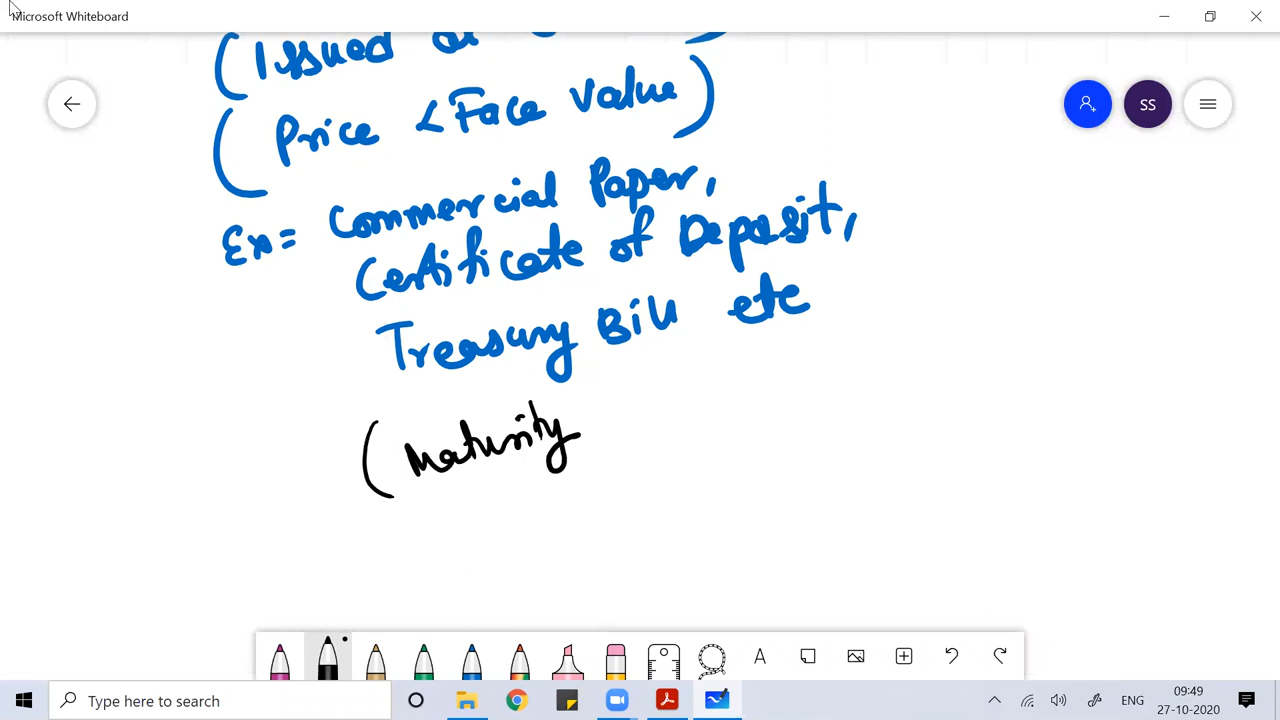 Microsoft Whiteboard
(Issued at
(Price < Face Value)
SS
Ex= Commercial Paper,
Certificate of Deposit,
Treasury Bill etc
(Maturity
A
Type here to search
ENG
09:49
27-10-2020